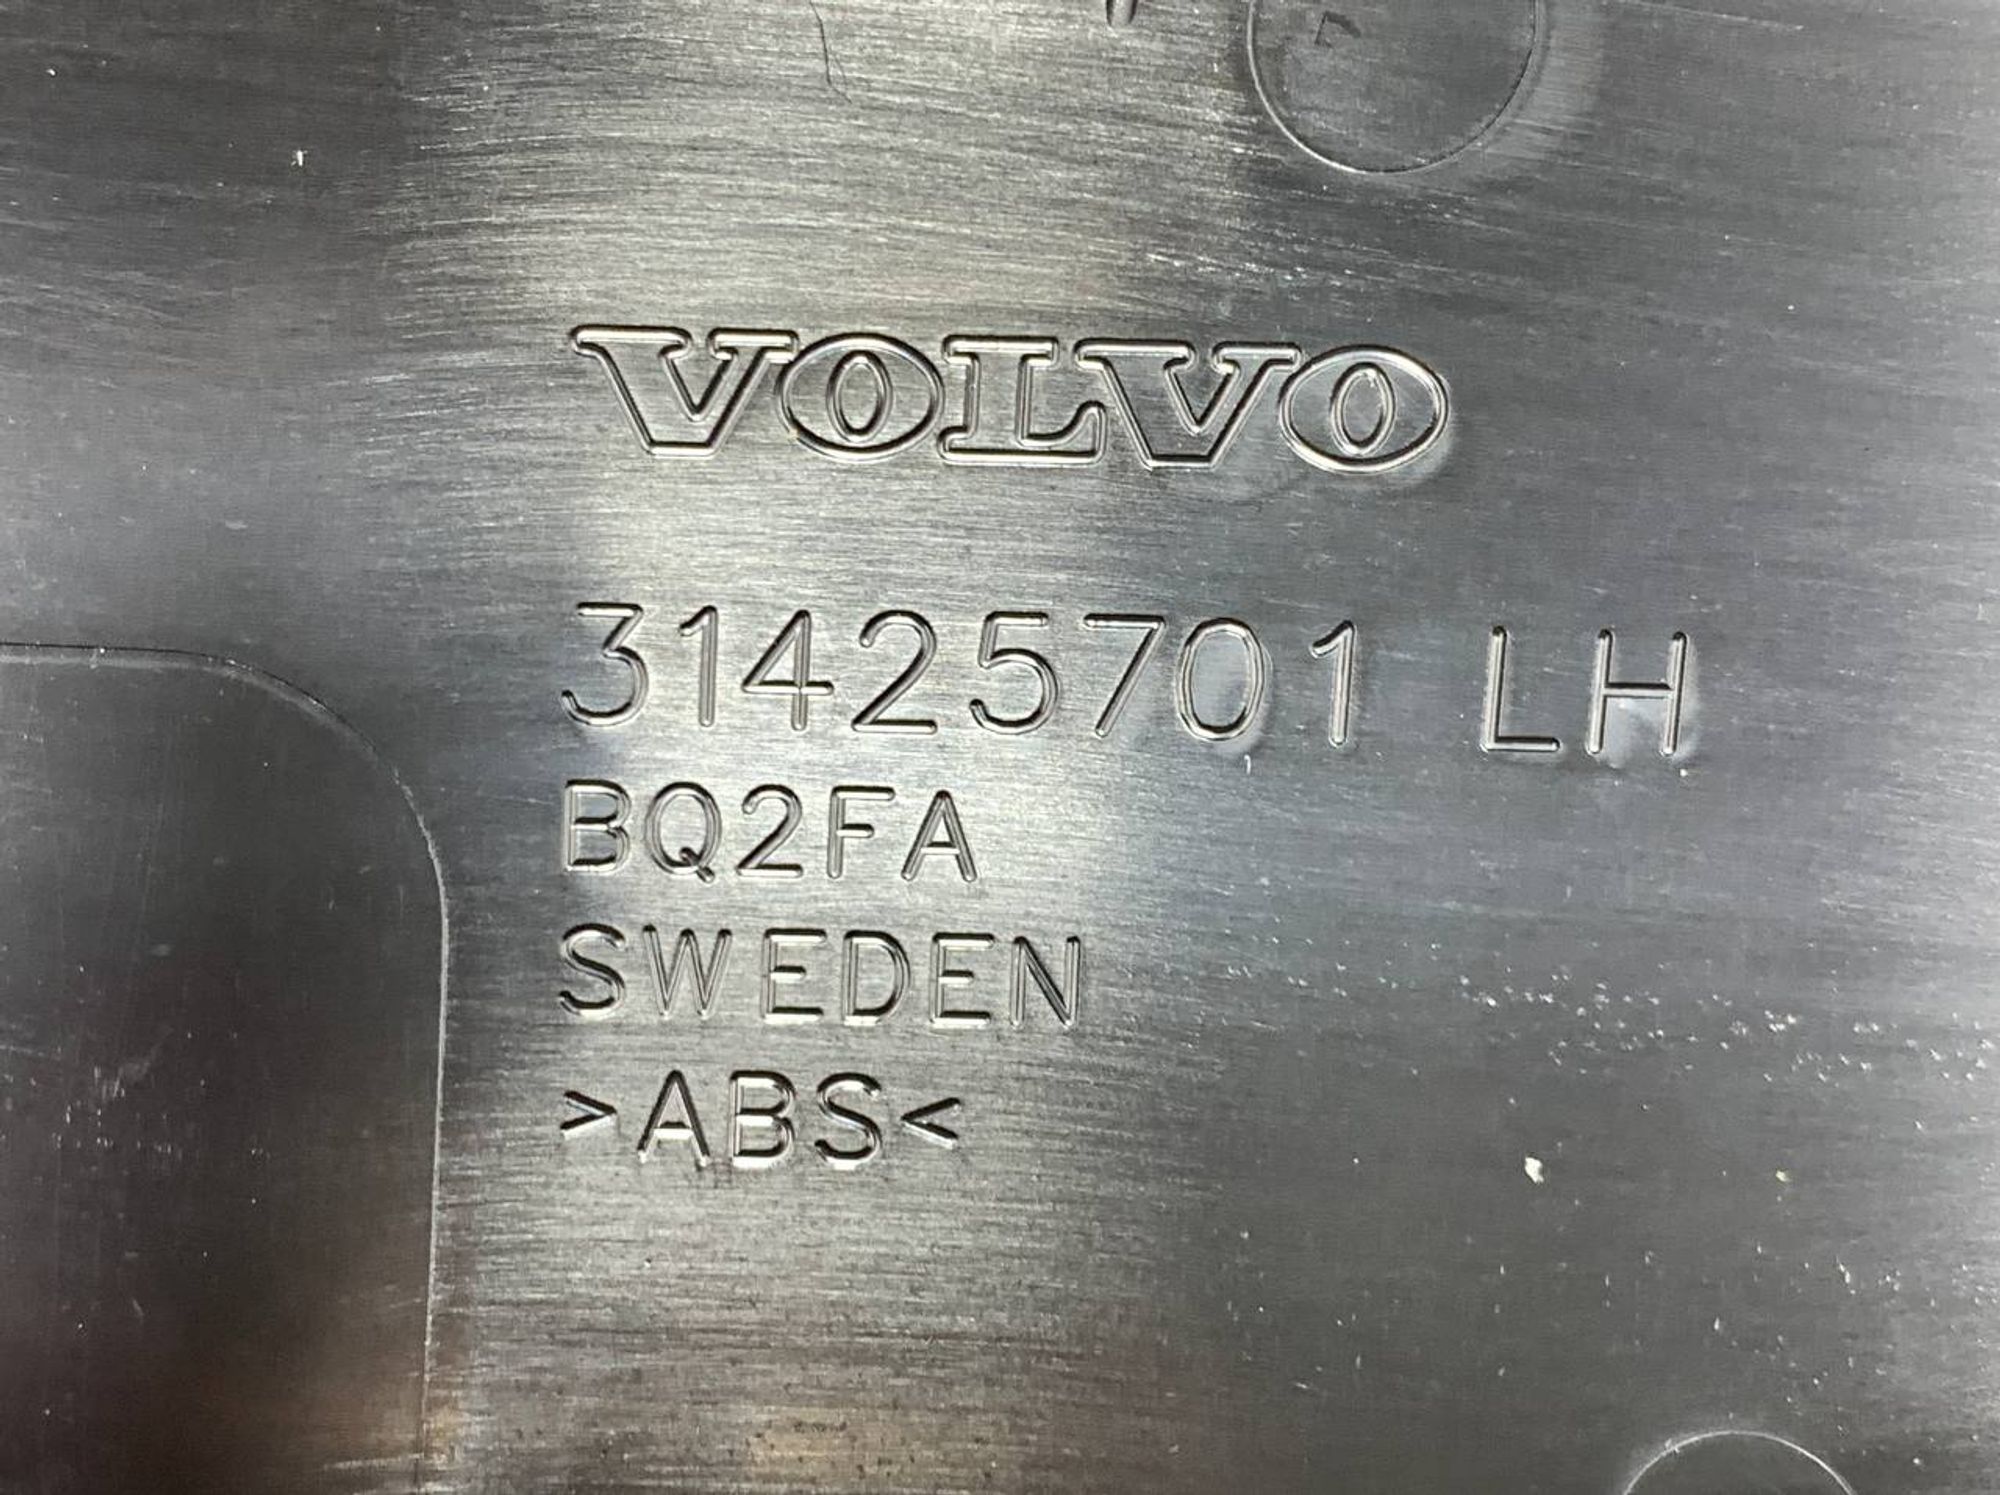 VOLVO
31425701 LH
BQ2FA
SWEDEN
>ABS<